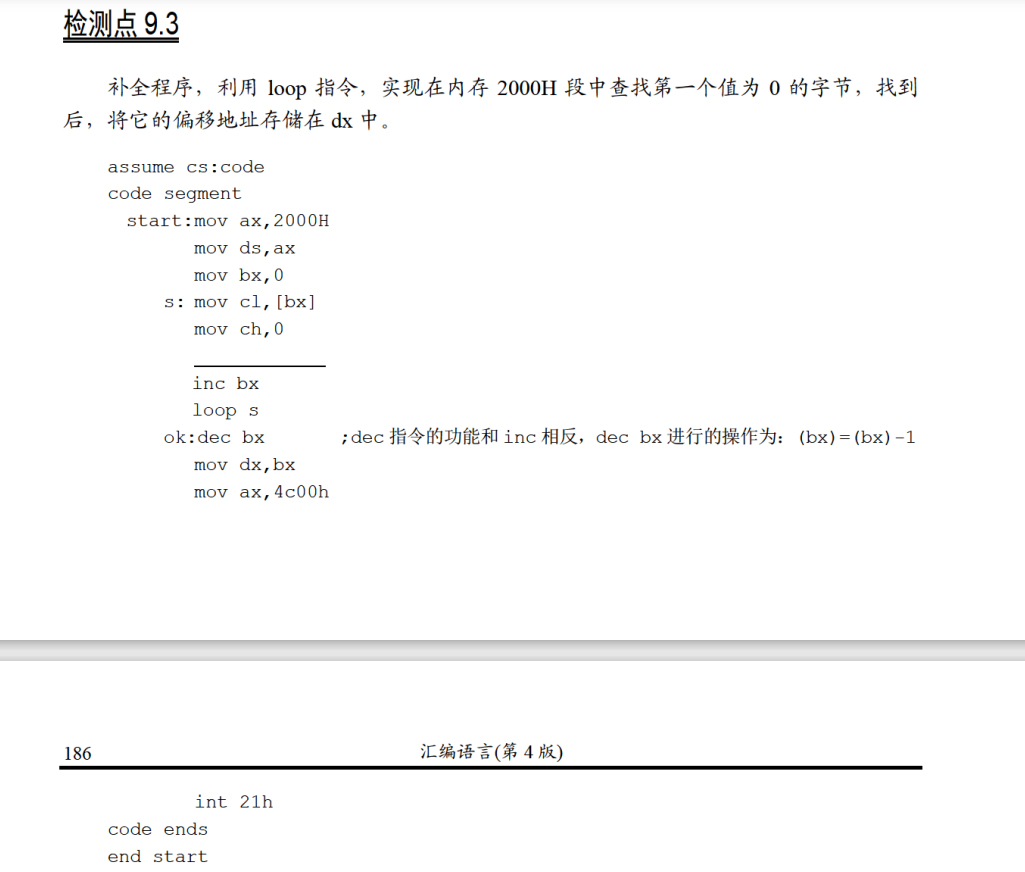 检测点 9.3
补全程序，利用 loop 指令，实现在内存 2000H 段中查找第一个值为 0 的字节，找到
后，将它的偏移地址存储在 dx 中。
assume cs:code
code segment
start:mov ax,2000H
mov ds,ax
mov bx,0
s: mov cl,[bx]
mov ch,0
inc bx
loop s
ok:dec bx ;dec 指令的功能和 inc 相反，dec bx 进行的操作为：(bx)=(bx)-1
mov dx,bx
mov ax,4c00h
186 汇编语言(第 4 版)
int 21h
code ends
end start